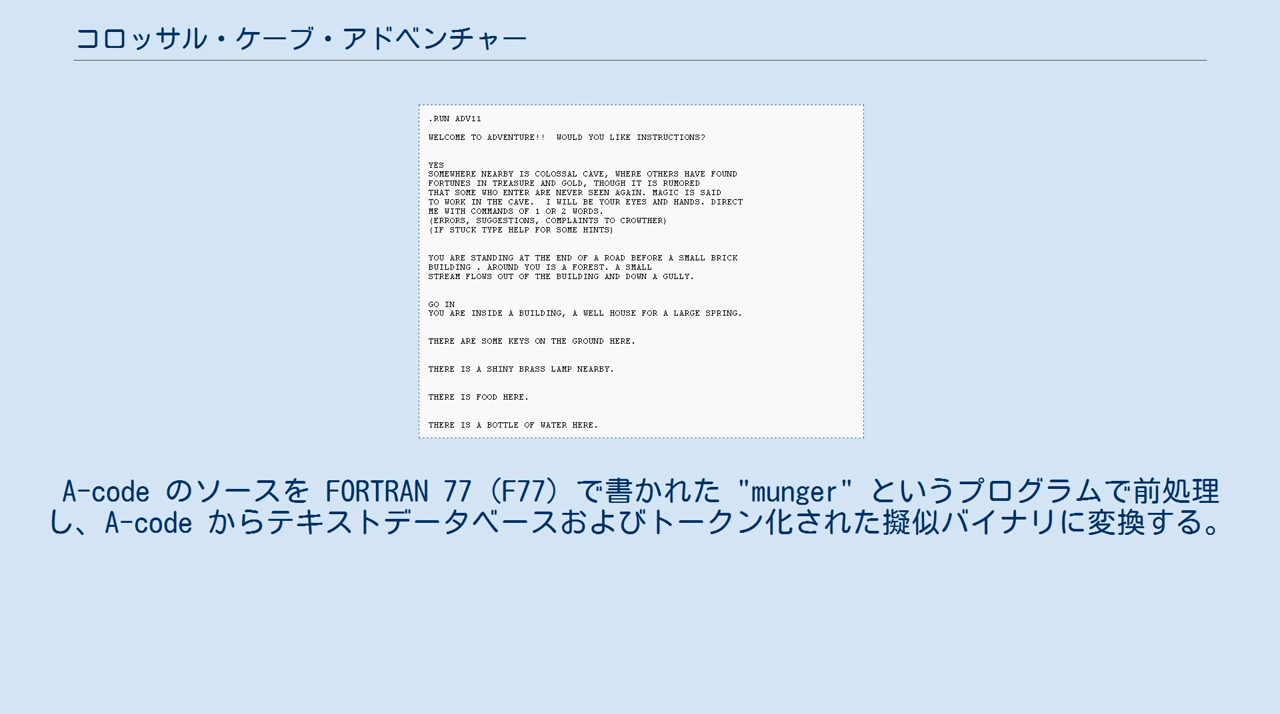 コロッサル・ケーブ・アドベンチャー
.RUN ADV11
WELCOME TO ADVENTURE!!  WOULD YOU LIKE INSTRUCTIONS?
YES
SOMEWHERE NEARBY IS COLOSSAL CAVE, WHERE OTHERS HAVE FOUND
FORTUNES IN TREASURE AND GOLD, THOUGH IT IS RUMORED
THAT SOME WHO ENTER ARE NEVER SEEN AGAIN. MAGIC IS SAID
TO WORK IN THE CAVE.  I WILL BE YOUR EYES AND HANDS. DIRECT
ME WITH COMMANDS OF 1 OR 2 WORDS.
(ERRORS, SUGGESTIONS, COMPLAINTS TO CROWTHER)
(IF STUCK TYPE HELP FOR SOME HINTS)
YOU ARE STANDING AT THE END OF A ROAD BEFORE A SMALL BRICK
BUILDING . AROUND YOU IS A FOREST. A SMALL
STREAM FLOWS OUT OF THE BUILDING AND DOWN A GULLY.
GO IN
YOU ARE INSIDE A BUILDING, A WELL HOUSE FOR A LARGE SPRING.
THERE ARE SOME KEYS ON THE GROUND HERE.
THERE IS A SHINY BRASS LAMP NEARBY.
THERE IS FOOD HERE.
THERE IS A BOTTLE OF WATER HERE.
A-code のソースを FORTRAN 77 (F77) で書かれた "munger" というプログラムで前処理
し、A-code からテキストデータベースおよびトークン化された擬似バイナリに変換する。